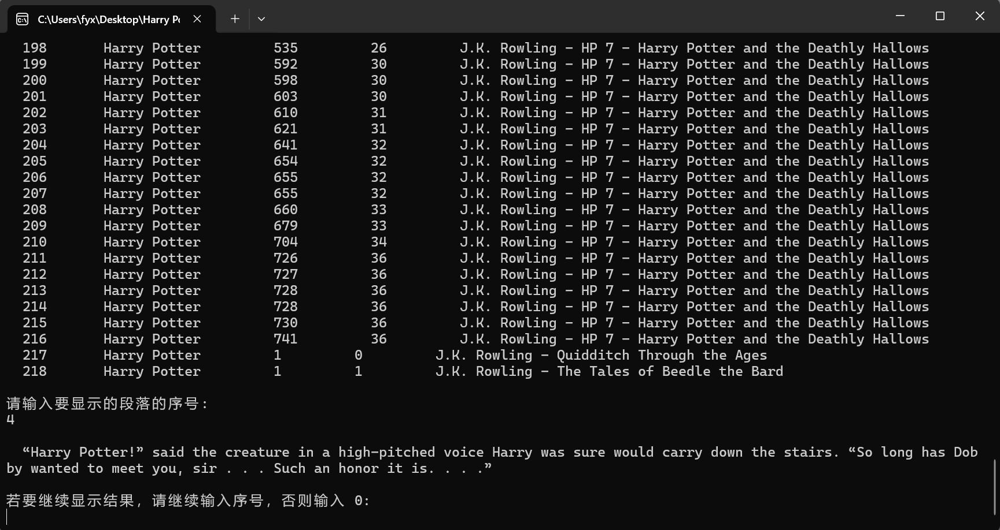 C:\Users\fyx\Desktop\Harry Po
198 Harry Potter 535 26 J.K. Rowling - HP 7 - Harry Potter and the Deathly Hallows
199 Harry Potter 592 30 J.K. Rowling - HP 7 - Harry Potter and the Deathly Hallows
200 Harry Potter 598 30 J.K. Rowling - HP 7 - Harry Potter and the Deathly Hallows
201 Harry Potter 603 30 J.K. Rowling - HP 7 - Harry Potter and the Deathly Hallows
202 Harry Potter 610 31 J.K. Rowling - HP 7 - Harry Potter and the Deathly Hallows
203 Harry Potter 621 31 J.K. Rowling - HP 7 - Harry Potter and the Deathly Hallows
204 Harry Potter 641 32 J.K. Rowling - HP 7 - Harry Potter and the Deathly Hallows
205 Harry Potter 654 32 J.K. Rowling - HP 7 - Harry Potter and the Deathly Hallows
206 Harry Potter 655 32 J.K. Rowling - HP 7 - Harry Potter and the Deathly Hallows
207 Harry Potter 655 32 J.K. Rowling - HP 7 - Harry Potter and the Deathly Hallows
208 Harry Potter 660 33 J.K. Rowling - HP 7 - Harry Potter and the Deathly Hallows
209 Harry Potter 679 33 J.K. Rowling - HP 7 - Harry Potter and the Deathly Hallows
210 Harry Potter 704 34 J.K. Rowling - HP 7 - Harry Potter and the Deathly Hallows
211 Harry Potter 726 36 J.K. Rowling - HP 7 - Harry Potter and the Deathly Hallows
212 Harry Potter 727 36 J.K. Rowling - HP 7 - Harry Potter and the Deathly Hallows
213 Harry Potter 728 36 J.K. Rowling - HP 7 - Harry Potter and the Deathly Hallows
214 Harry Potter 728 36 J.K. Rowling - HP 7 - Harry Potter and the Deathly Hallows
215 Harry Potter 730 36 J.K. Rowling - HP 7 - Harry Potter and the Deathly Hallows
216 Harry Potter 741 36 J.K. Rowling - HP 7 - Harry Potter and the Deathly Hallows
217 Harry Potter 1 0 J.K. Rowling - Quidditch Through the Ages
218 Harry Potter 1 1 J.K. Rowling - The Tales of Beedle the Bard
请输入要显示的段落的序号:
4
“Harry Potter!” said the creature in a high-pitched voice Harry was sure would carry down the stairs. “So long has Dob
by wanted to meet you, sir . . . Such an honor it is. . . .”
若要继续显示结果，请继续输入序号，否则输入 0: